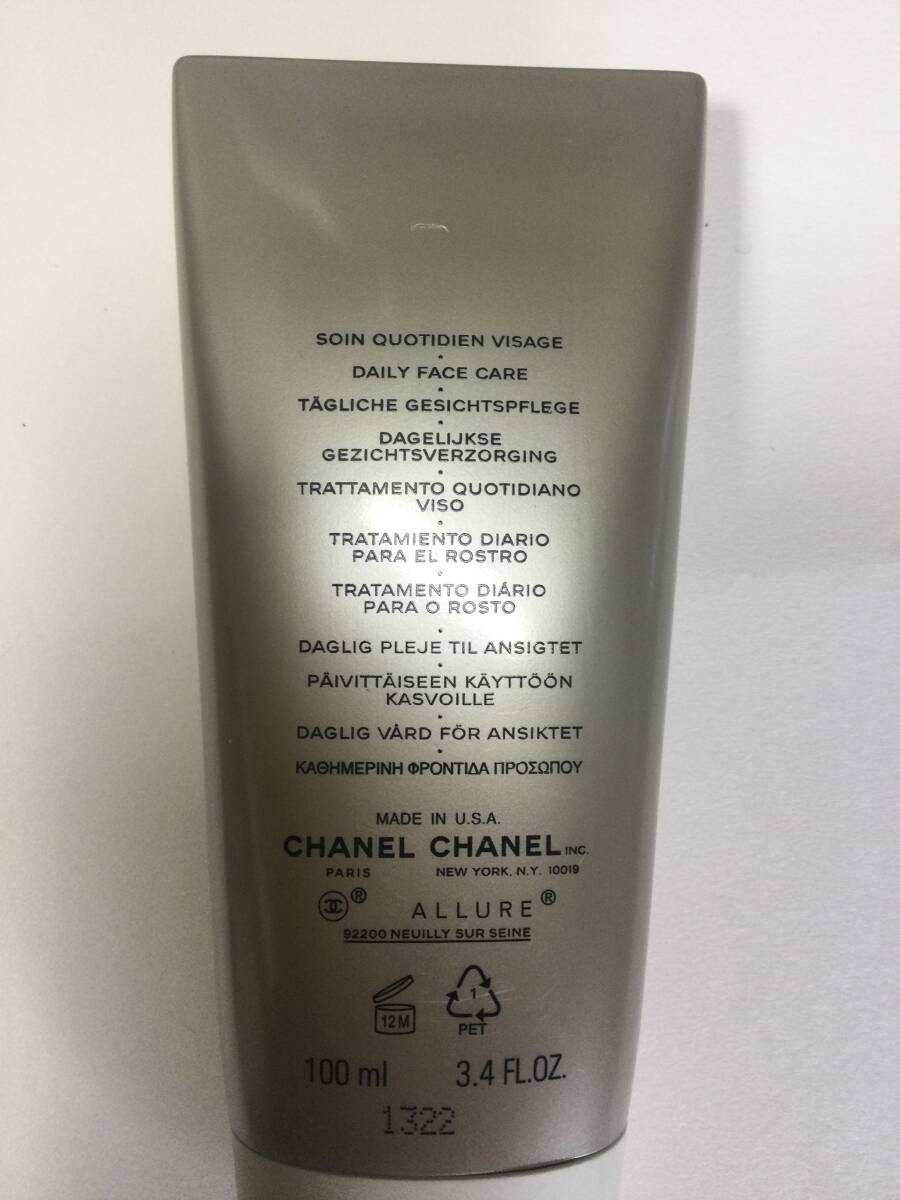 SOIN QUOTIDIEN VISAGE
•
DAILY FACE CARE
•
TÄGLICHE GESICHTSPFLEGE
•
DAGELIJKSE
GEZICHTSVERZORGING
•
TRATTAMENTO QUOTIDIANO
VISO
•
TRATAMIENTO DIARIO
PARA EL ROSTRO
•
TRATAMENTO DIÁRIO
PARA O ROSTO
•
DAGLIG PLEJE TIL ANSIGTET
•
PÄIVITTÄISEEN KÄYTTÖÖN
KASVOILLE
•
DAGLIG VÅRD FÖR ANSIKTET
•
ΚΑΘΗΜΕΡΙΝΗ ΦΡΟΝΤΙΔΑ ΠΡΟΣΩΠΟΥ
MADE IN U.S.A.
CHANEL CHANEL INC.
PARIS NEW YORK, N.Y. 10019
® ALLURE®
92200 NEUILLY SUR SEINE
12M 1
PET
100 ml 3.4 FL.OZ.
1322